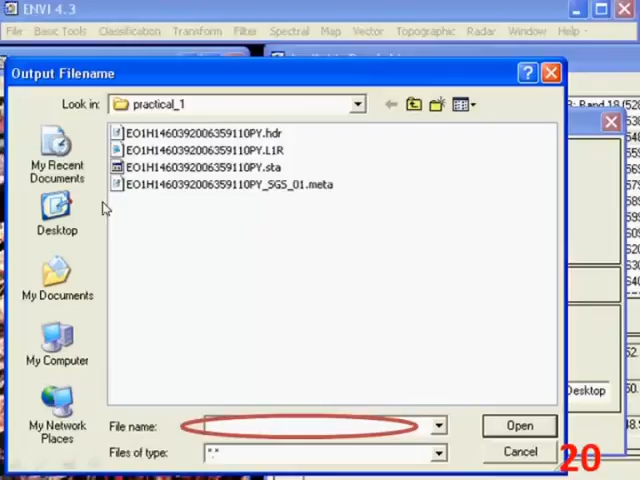 ENVI 4.3
File Basic Tools Classification Transform Filter Spectral Map Vector Topographic Radar Window Help
Output Filename
Look in: practical_1
EO1H1460392006359110PY.hdr
EO1H1460392006359110PY.L1R
EO1H1460392006359110PY.sta
EO1H1460392006359110PY_SGS_01.meta
My Recent
Documents
Desktop
My Documents
My Computer
My Network
Places
File name:
Open
Files of type: *.*
Cancel
Desktop
20